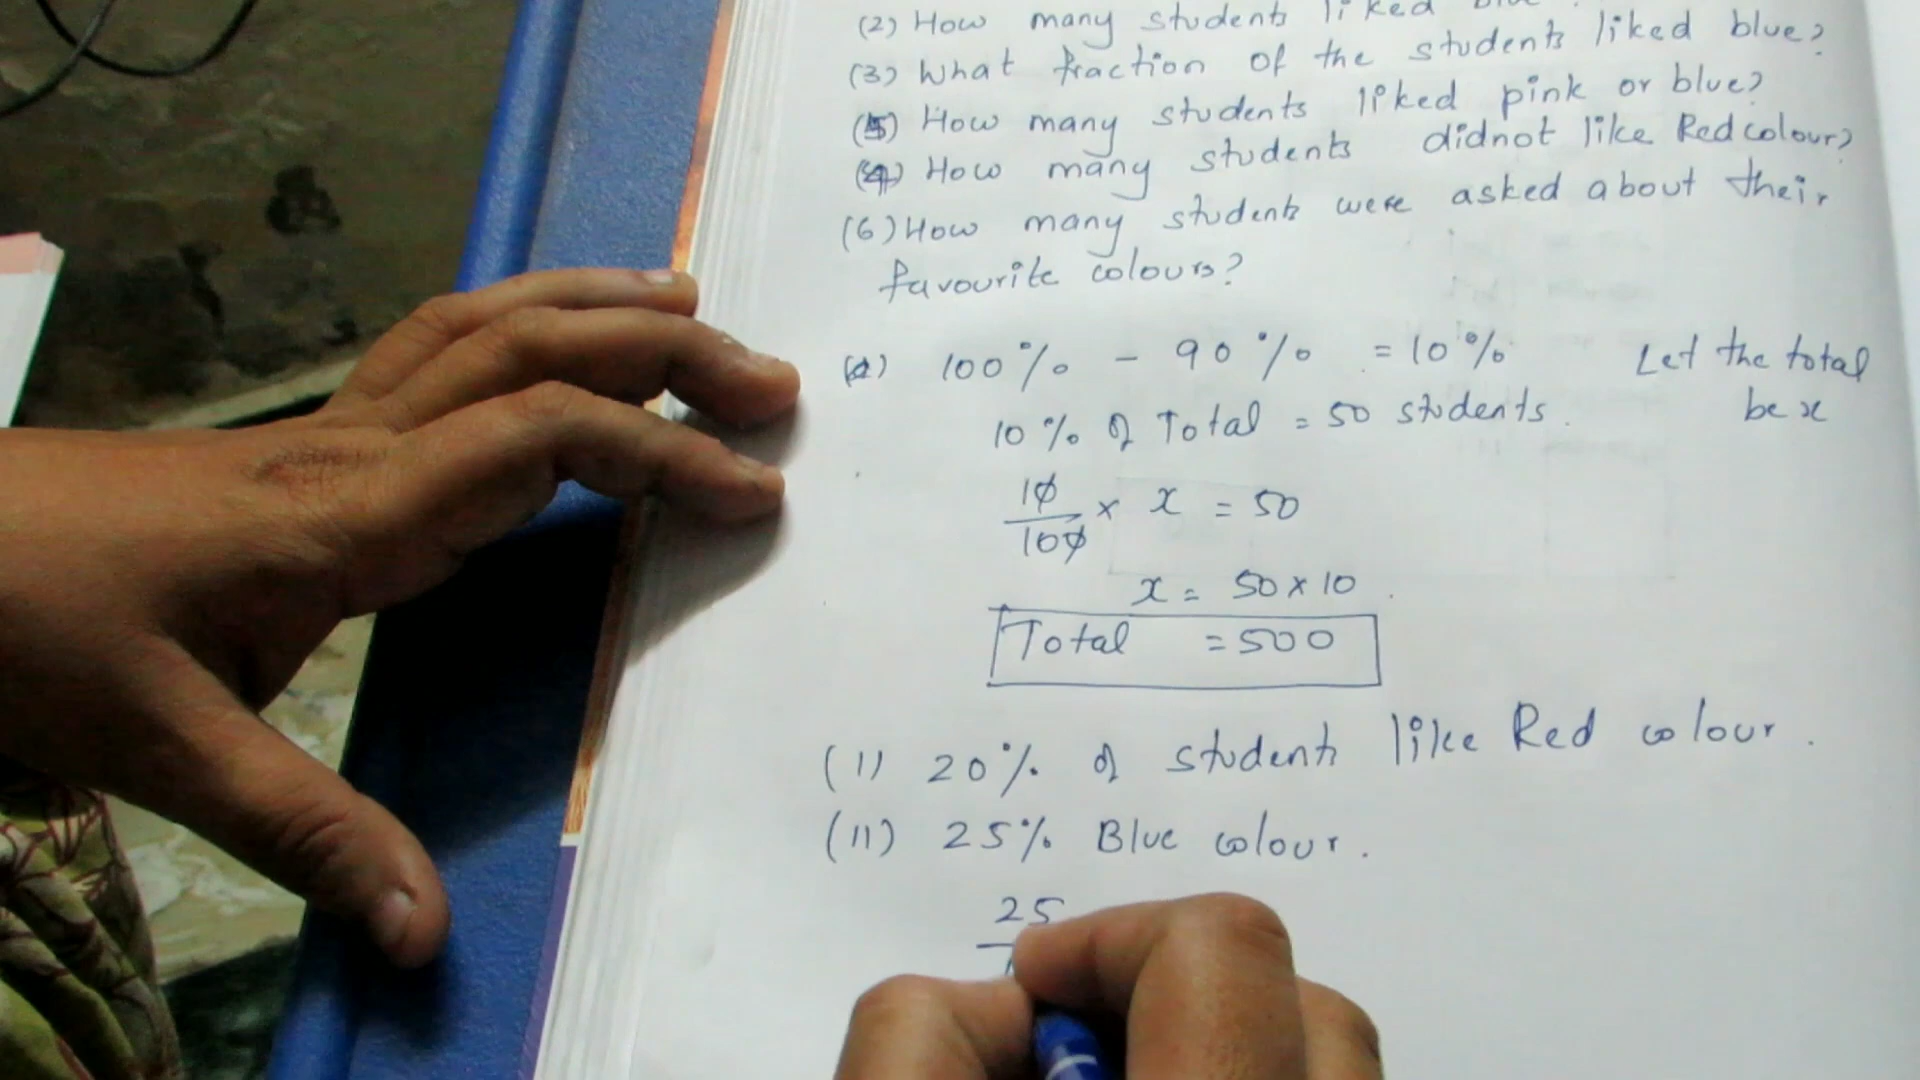 (2) How many students liked
(3) What fraction of the students liked blue?
(5) How many students liked pink or blue?
(4) How many students didnot like Red colour?
(6) How many students were asked about their
favourite colours?
100% - 90% = 10% Let the total
10% of Total = 50 students. be x
10/100 × x = 50
x = 50 × 10
Total = 500
(I) 20% of students like Red colour.
(II) 25% Blue colour.
25